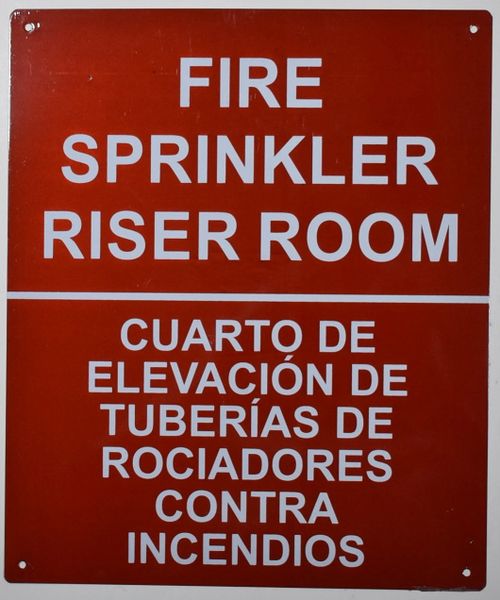 FIRE
SPRINKLER
RISER ROOM
CUARTO DE
ELEVACIÓN DE
TUBERÍAS DE
ROCIADORES
CONTRA
INCENDIOS